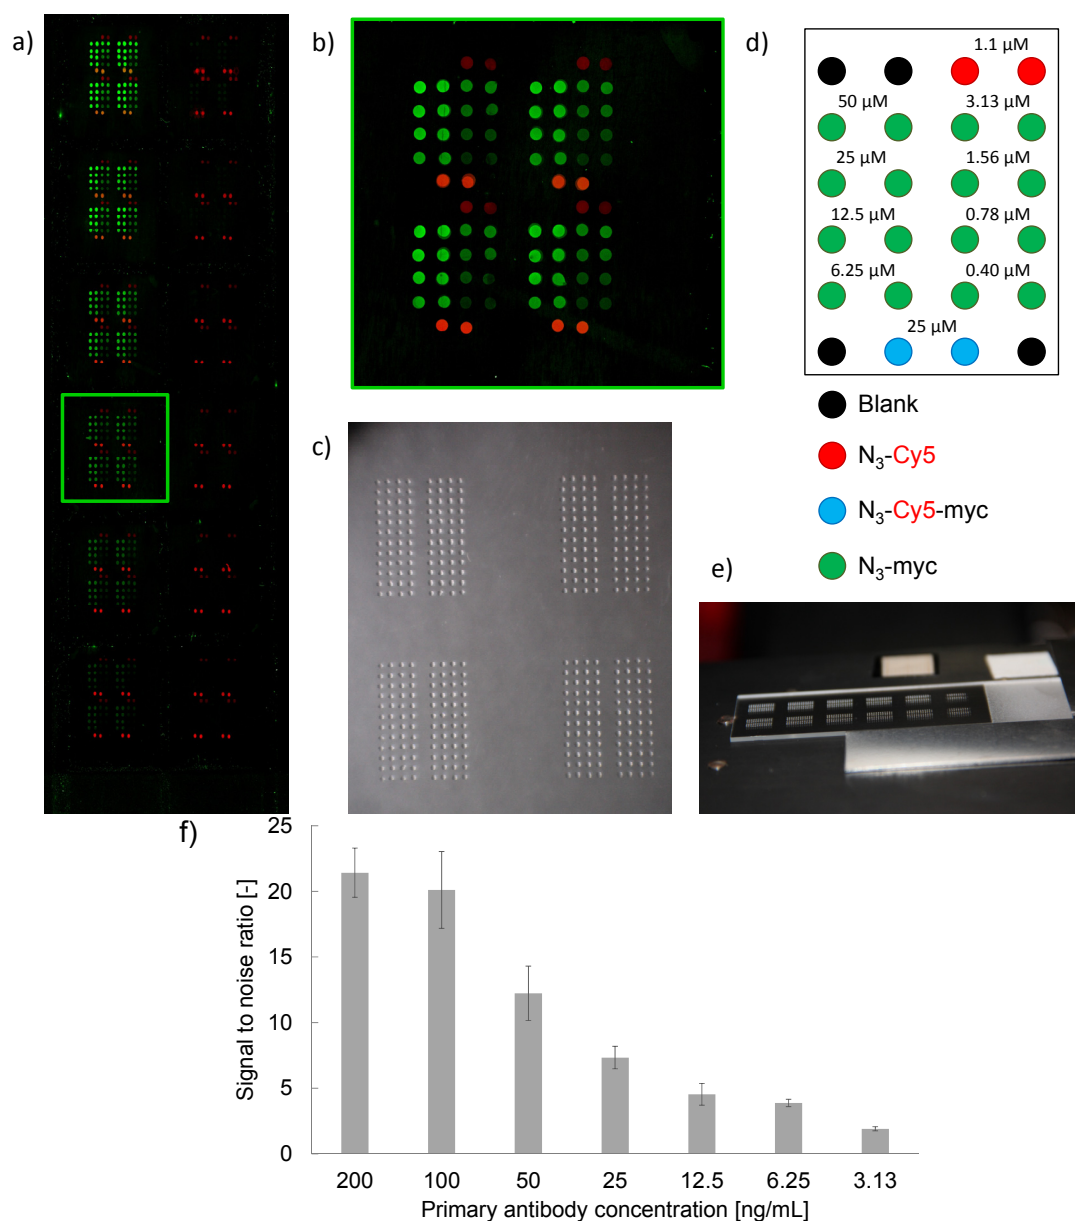 a)
b)
d)
1.1 µM
50 µM
3.13 µM
25 µM
1.56 µM
12.5 µM
0.78 µM
6.25 µM
0.40 µM
25 µM
Blank
N₃-Cy5
N₃-Cy5-myc
N₃-myc
c)
e)
f)
Signal to noise ratio [-]
25
20
15
10
5
0
200 100 50 25 12.5 6.25 3.13
Primary antibody concentration [ng/mL]